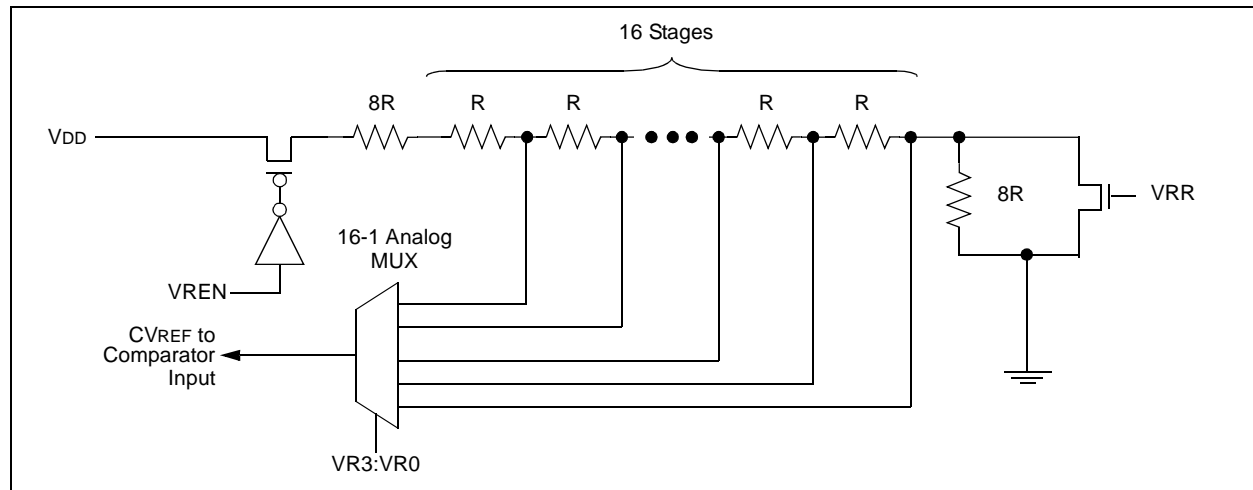 16 Stages
8R R R R R
VDD
8R
VRR
16-1 Analog
MUX
VREN
CVREF to
Comparator
Input
VR3:VR0